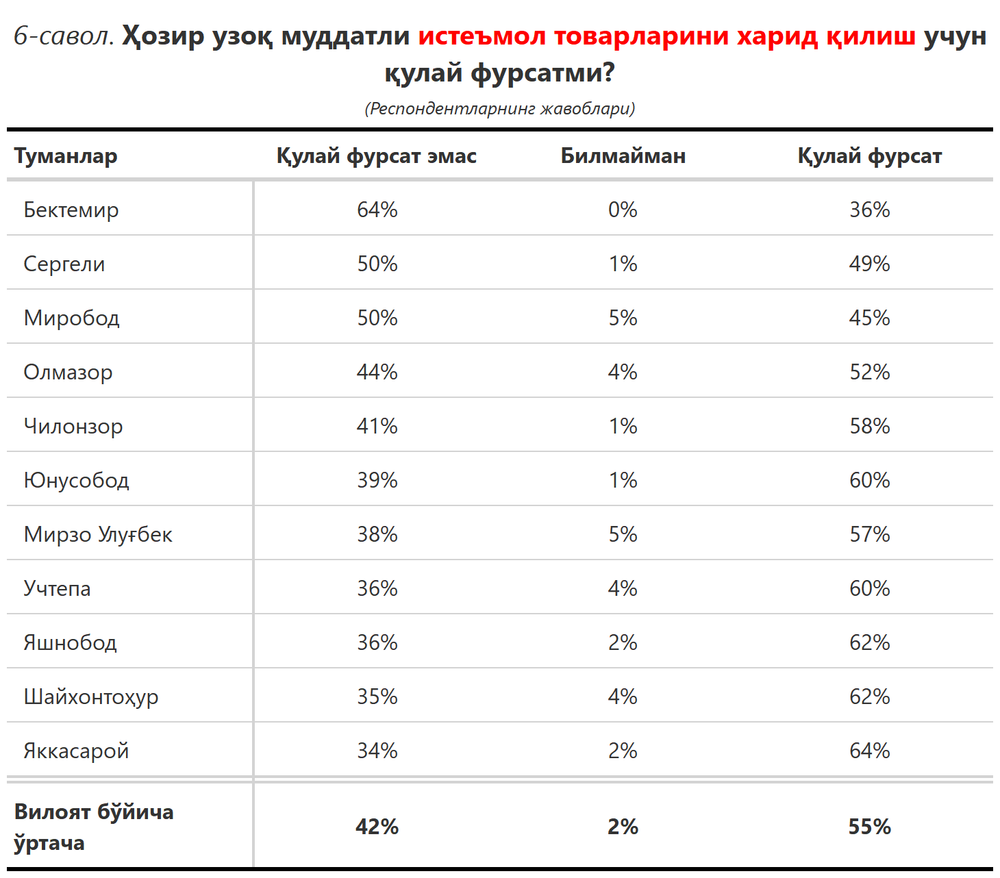 6-савол. Ҳозир узоқ муддатли истеъмол товарларини харид қилиш учун
қулай фурсатми?
(Респондентларнинг жавоблари)
Туманлар Қулай фурсат эмас Билмайман Қулай фурсат
Бектемир 64% 0% 36%
Сергели 50% 1% 49%
Миробод 50% 5% 45%
Олмазор 44% 4% 52%
Чилонзор 41% 1% 58%
Юнусобод 39% 1% 60%
Мирзо Улуғбек 38% 5% 57%
Учтепа 36% 4% 60%
Яшнобод 36% 2% 62%
Шайхонтоҳур 35% 4% 62%
Яккасарой 34% 2% 64%
Вилоят бўйича
ўртача 42% 2% 55%